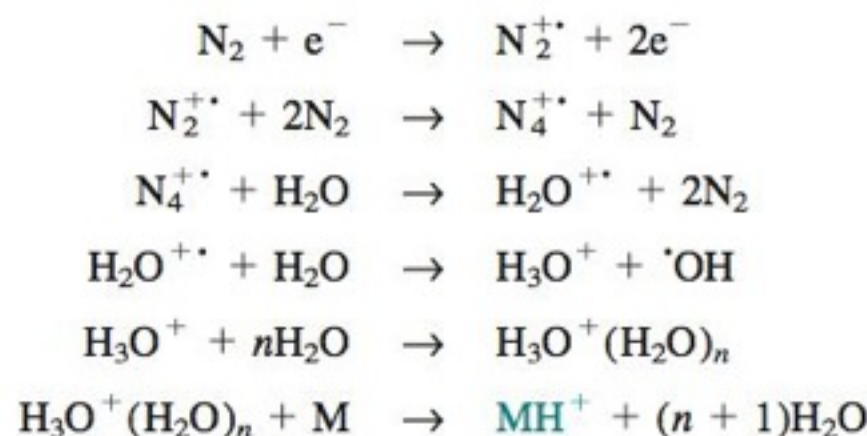 N₂ + e⁻ → N₂⁺• + 2e⁻
N₂⁺• + 2N₂ → N₄⁺• + N₂
N₄⁺• + H₂O → H₂O⁺• + 2N₂
H₂O⁺• + H₂O → H₃O⁺ + •OH
H₃O⁺ + nH₂O → H₃O⁺(H₂O)ₙ
H₃O⁺(H₂O)ₙ + M → MH⁺ + (n + 1)H₂O